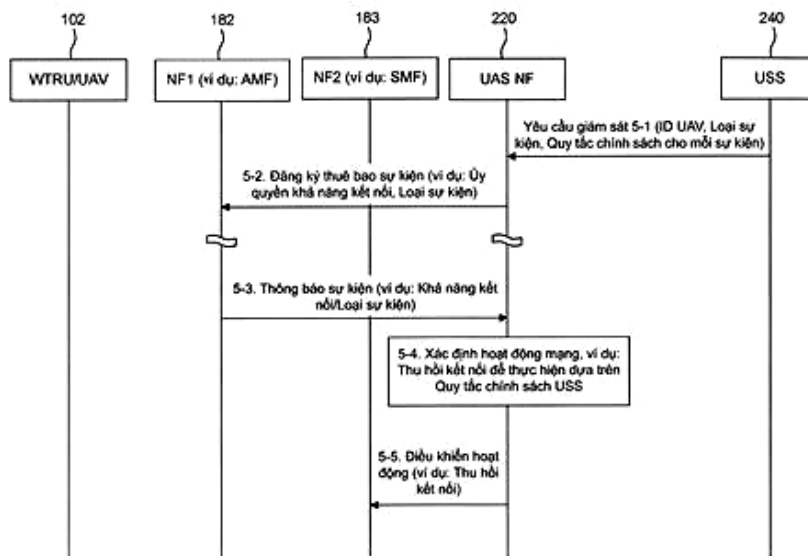 102
182
183
220
240
WTRU/UAV
NF1 (ví dụ: AMF)
NF2 (ví dụ: SMF)
UAS NF
USS
Yêu cầu giám sát 5-1 (ID UAV, Loại sự
kiện, Quy tắc chính sách cho mỗi sự kiện)
5-2. Đăng ký thuê bao sự kiện (ví dụ: Ủy
quyền khả năng kết nối, Loại sự kiện)
5-3. Thông báo sự kiện (ví dụ: Khả năng kết
nối/Loại sự kiện)
5-4. Xác định hoạt động mạng, ví dụ:
Thu hồi kết nối để thực hiện dựa trên
Quy tắc chính sách USS
5-5. Điều khiển hoạt
động (ví dụ: Thu hồi
kết nối)